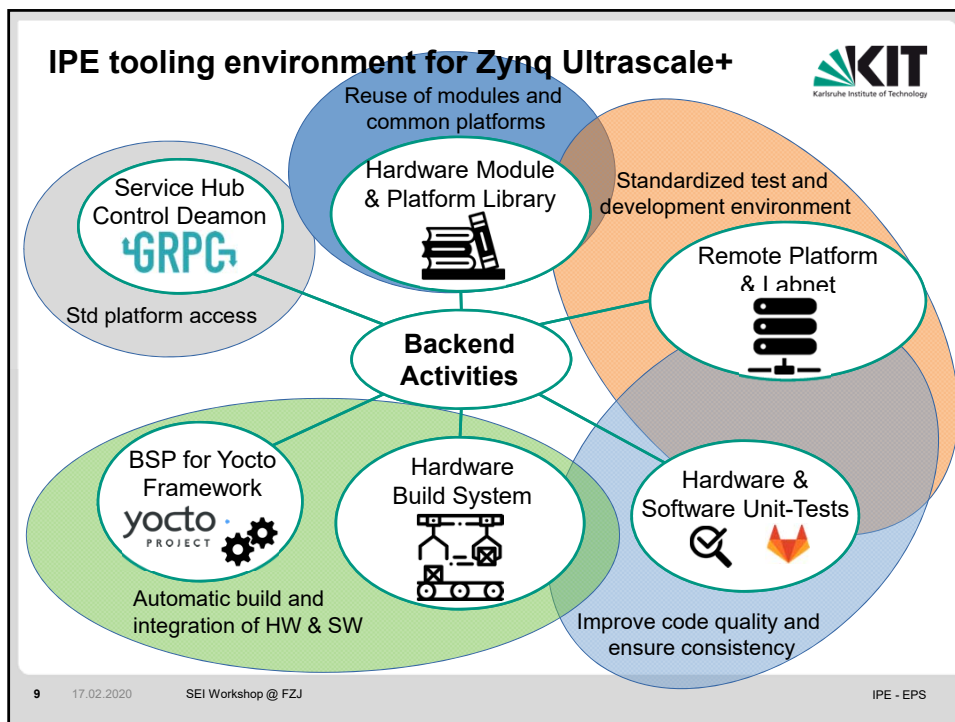 IPE tooling environment for Zynq Ultrascale+
KIT
Karlsruhe Institute of Technology
Reuse of modules and
common platforms
Hardware Module
& Platform Library
Service Hub
Control Deamon
GRPC
Std platform access
Standardized test and
development environment
Remote Platform
& Labnet
Backend
Activities
BSP for Yocto
Framework
yocto
PROJECT
Hardware
Build System
Automatic build and
integration of HW & SW
Hardware &
Software Unit-Tests
Improve code quality and
ensure consistency
9 17.02.2020 SEI Workshop @ FZJ IPE - EPS